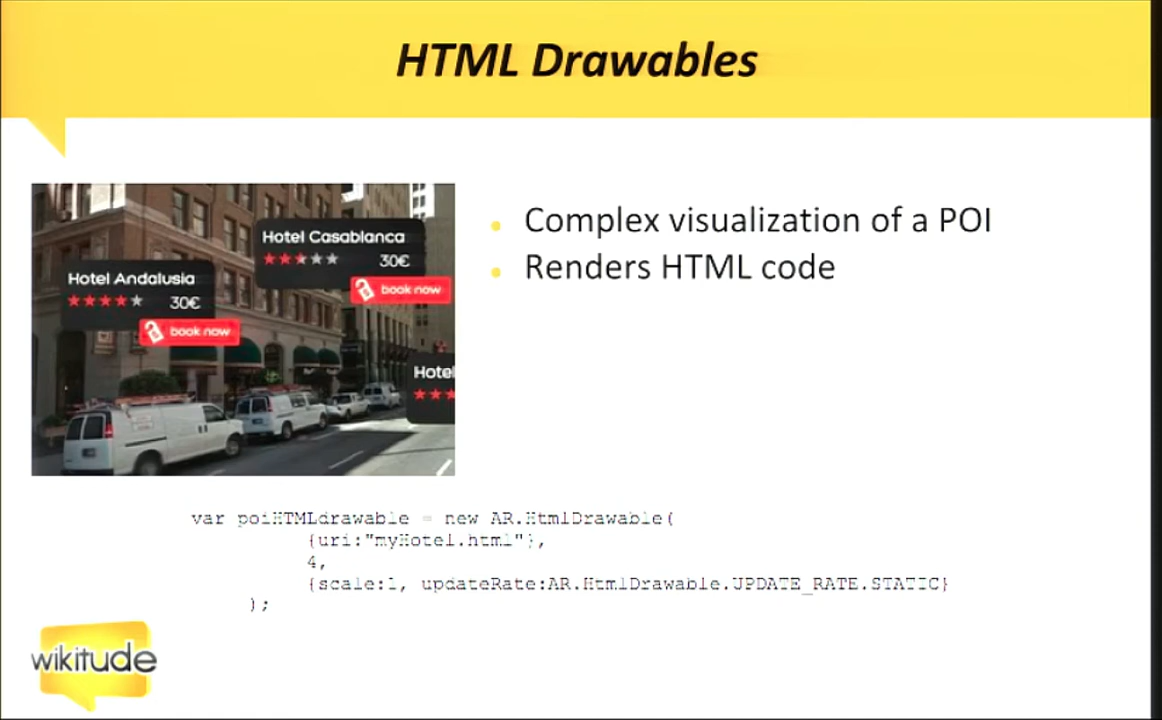 HTML Drawables
Hotel Casablanca
30€
book now
Hotel Andalusia
30€
book now
Hotel
• Complex visualization of a POI
• Renders HTML code
var poiHTMLdrawable = new AR.HtmlDrawable(
{uri:"myHotel.html"},
4,
{scale:1, updateRate:AR.HtmlDrawable.UPDATE_RATE.STATIC}
);
wikitude